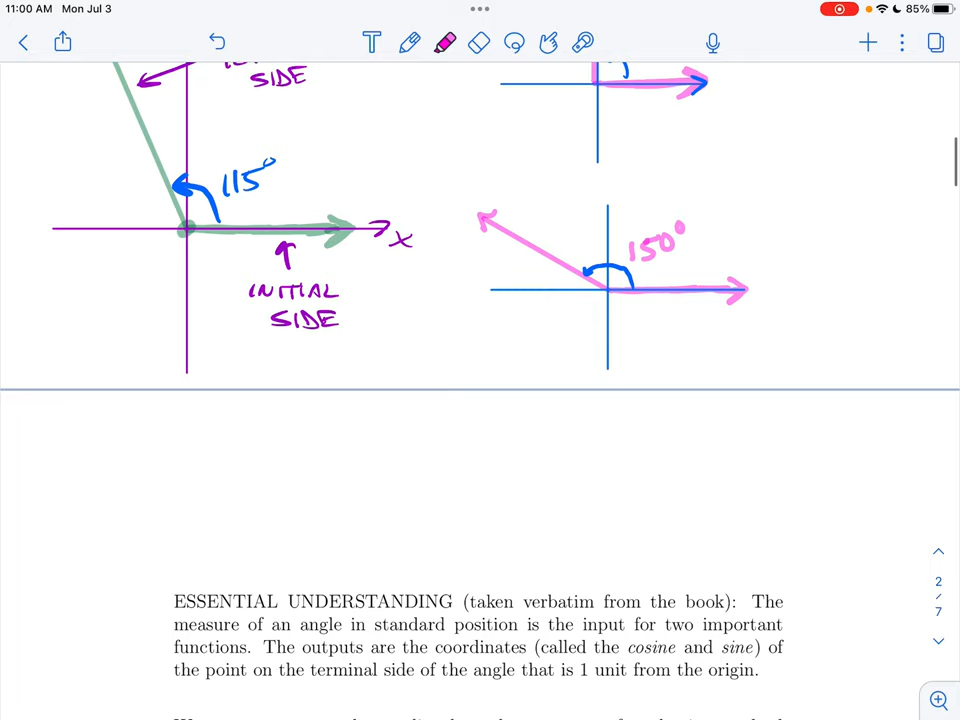 11:00 AM Mon Jul 3
85%
T
SIDE
115°
x
INITIAL
SIDE
150°
2
/
7
ESSENTIAL UNDERSTANDING (taken verbatim from the book): The
measure of an angle in standard position is the input for two important
functions. The outputs are the coordinates (called the cosine and sine) of
the point on the terminal side of the angle that is 1 unit from the origin.